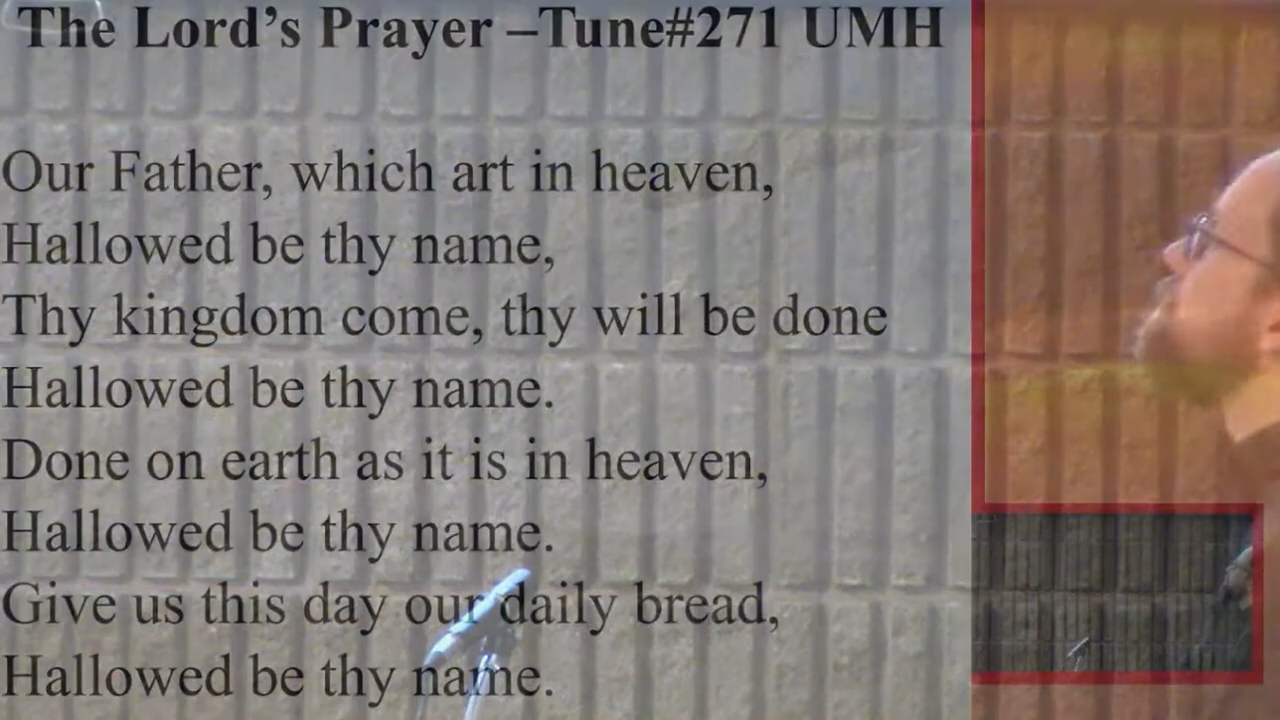 The Lord’s Prayer –Tune#271 UMH
Our Father, which art in heaven,
Hallowed be thy name,
Thy kingdom come, thy will be done
Hallowed be thy name.
Done on earth as it is in heaven,
Hallowed be thy name.
Give us this day our daily bread,
Hallowed be thy name.